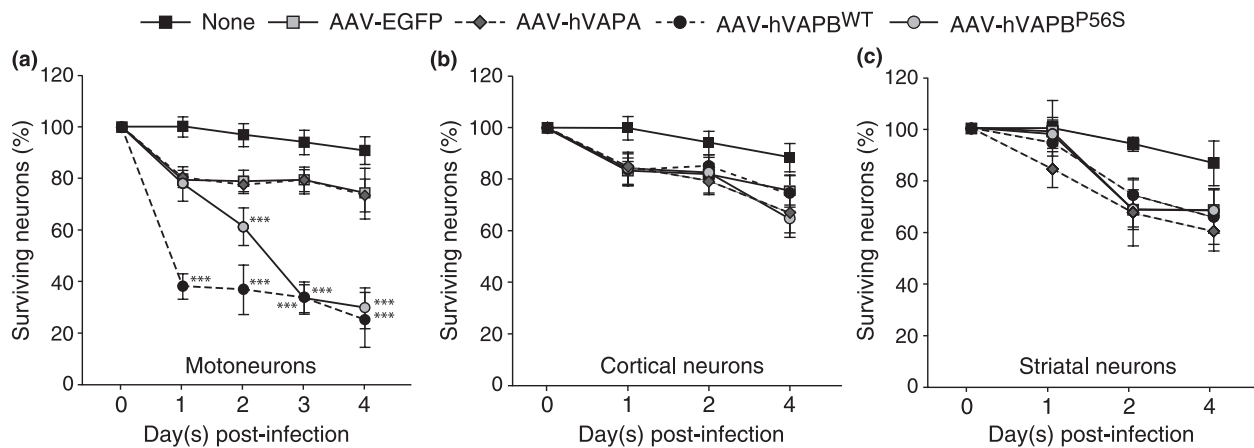 None AAV-EGFP AAV-hVAPA AAV-hVAPB^WT AAV-hVAPB^P56S
(a) (b) (c)
Surviving neurons (%)
120
100
80
60
40
20
0
***
***
***
***
***
***
Motoneurons
0 1 2 3 4
Day(s) post-infection
Surviving neurons (%)
120
100
80
60
40
20
0
Cortical neurons
0 1 2 4
Day(s) post-infection
Surviving neurons (%)
120
100
80
60
40
20
0
Striatal neurons
0 1 2 4
Day(s) post-infection